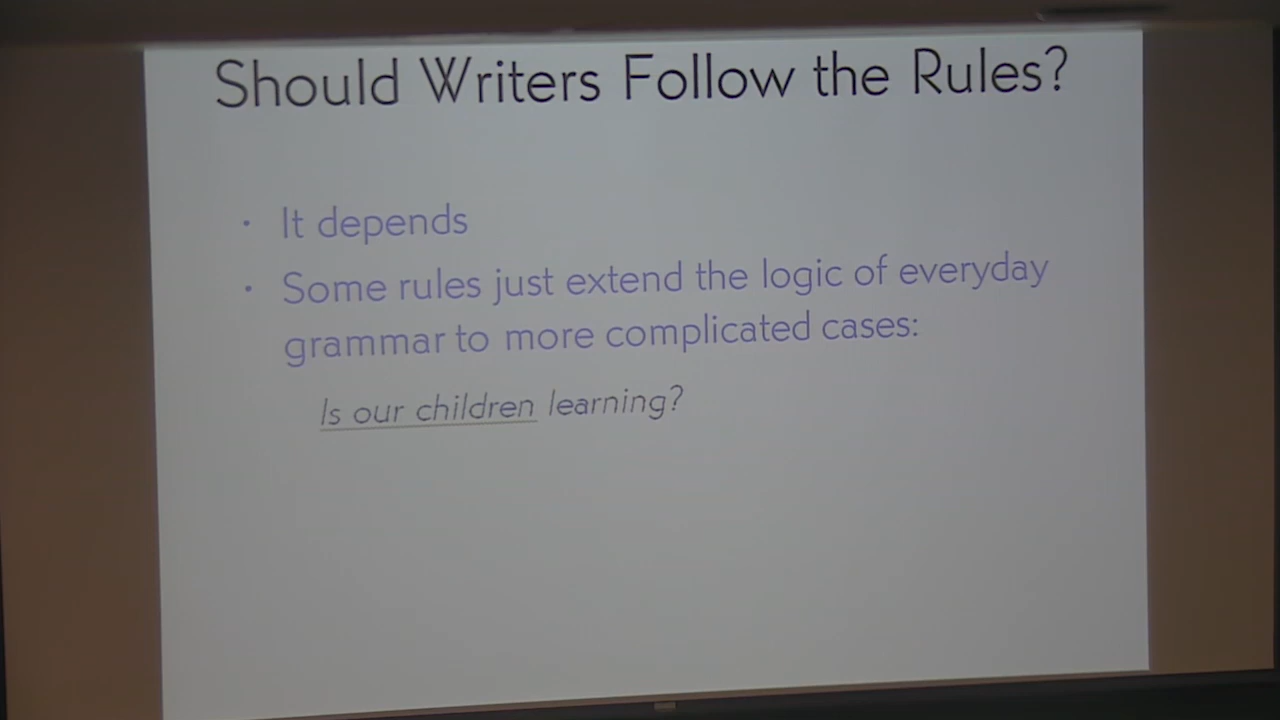 Should Writers Follow the Rules?
• It depends
• Some rules just extend the logic of everyday
grammar to more complicated cases:
Is our children learning?